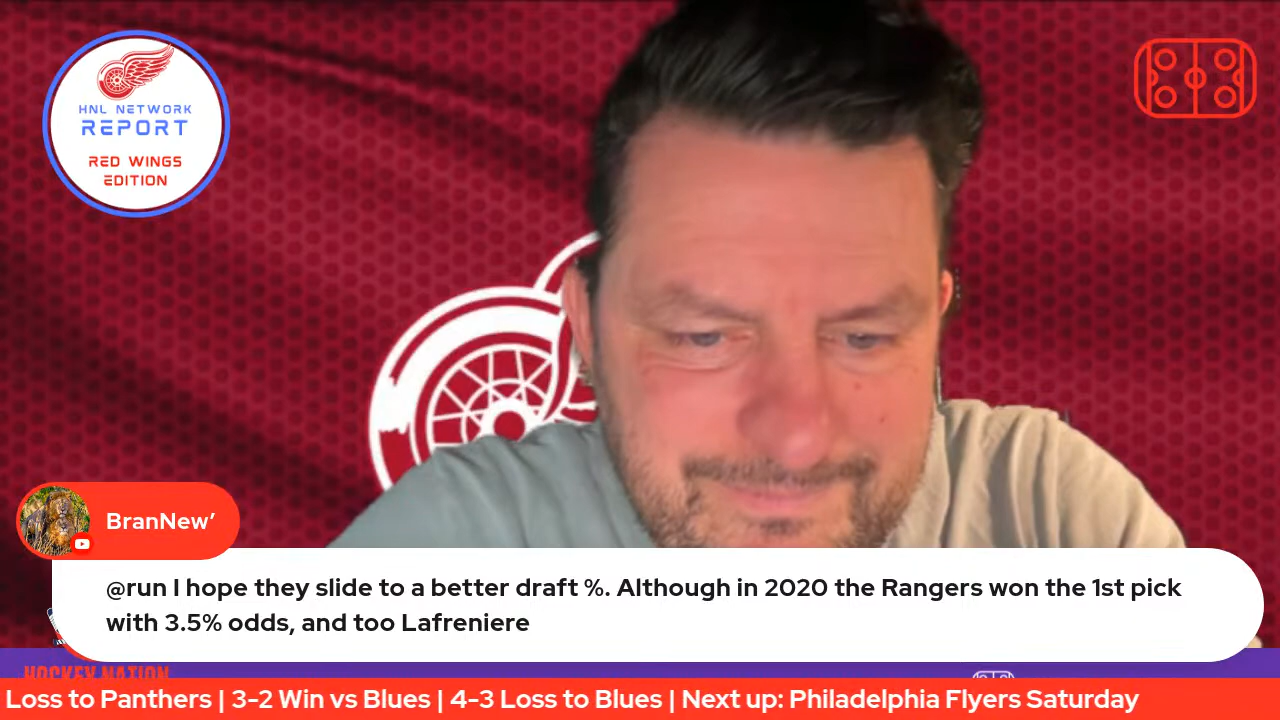 HNL NETWORK
REPORT
RED WINGS
EDITION
BranNew’
@run I hope they slide to a better draft %. Although in 2020 the Rangers won the 1st pick
with 3.5% odds, and too Lafreniere
HOCKEY NATION
Loss to Panthers | 3-2 Win vs Blues | 4-3 Loss to Blues | Next up: Philadelphia Flyers Saturday